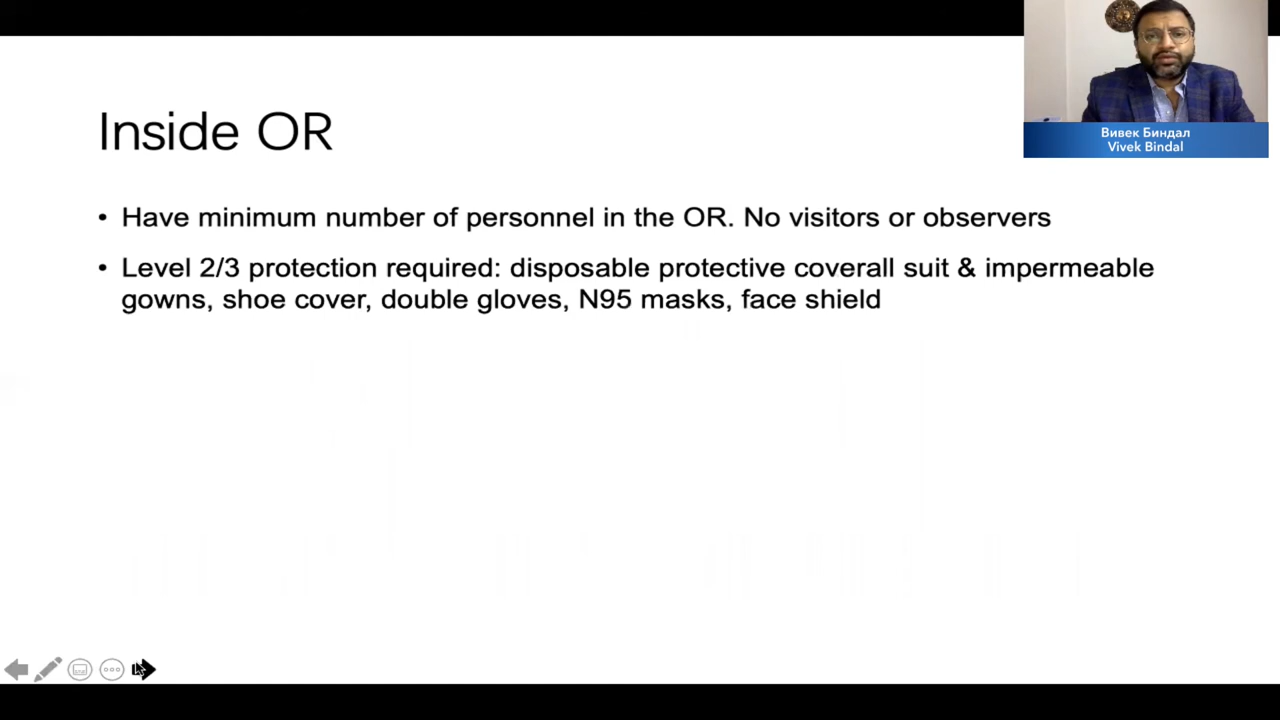 Вивек Биндал
Vivek Bindal
Inside OR
• Have minimum number of personnel in the OR. No visitors or observers
• Level 2/3 protection required: disposable protective coverall suit & impermeable
gowns, shoe cover, double gloves, N95 masks, face shield